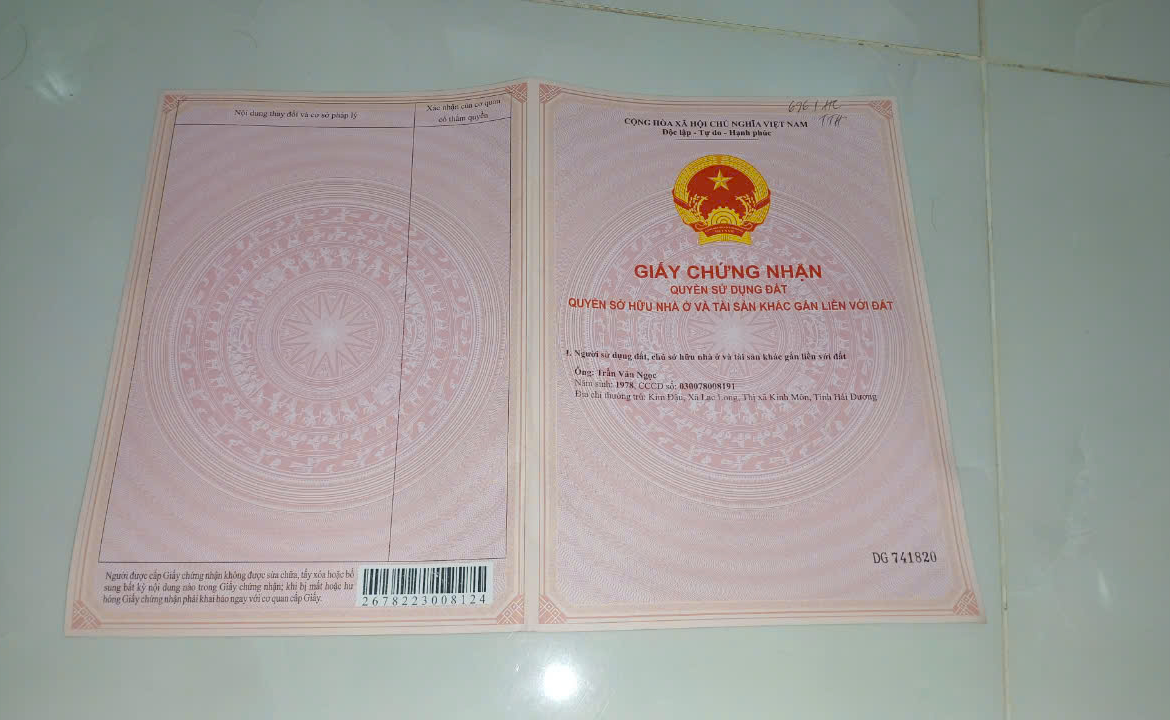 Nội dung thay đổi và cơ sở pháp lý
Xác nhận của cơ quan
có thẩm quyền
Người được cấp Giấy chứng nhận không được sửa chữa, tẩy xóa hoặc bổ
sung bất kỳ nội dung nào trong Giấy chứng nhận; khi bị mất hoặc hư
hỏng Giấy chứng nhận phải khai báo ngay với cơ quan cấp Giấy.
2678223008124
CỘNG HÒA XÃ HỘI CHỦ NGHĨA VIỆT NAM
TTH
Độc lập - Tự do - Hạnh phúc
GIẤY CHỨNG NHẬN
QUYỀN SỬ DỤNG ĐẤT
QUYỀN SỞ HỮU NHÀ Ở VÀ TÀI SẢN KHÁC GẮN LIỀN VỚI ĐẤT
I. Người sử dụng đất, chủ sở hữu nhà ở và tài sản khác gắn liền với đất
Ông: Trần Văn Ngọc
Năm sinh: 1978, CCCD số: 030078008191
Địa chỉ thường trú: Kim Đậu, Xã Lạc Long, Thị xã Kinh Môn, Tỉnh Hải Dương
DG 741820